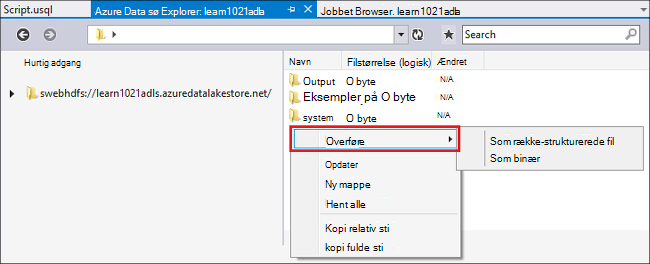 Script.usql Azure Data sø Explorer: learn1021adla Jobbet Browser. learn1021adla
Search
Hurtig adgang
swebhdfs://learn1021adls.azuredatalakestore.net/
Navn Filstørrelse (logisk) Ændret
Output O byte N/A
Eksempler på O byte N/A
system O byte N/A
Overføre
Som række-strukturerede fil
Som binær
Opdater
Ny mappe
Hent alle
Kopi relativ sti
kopi fulde sti